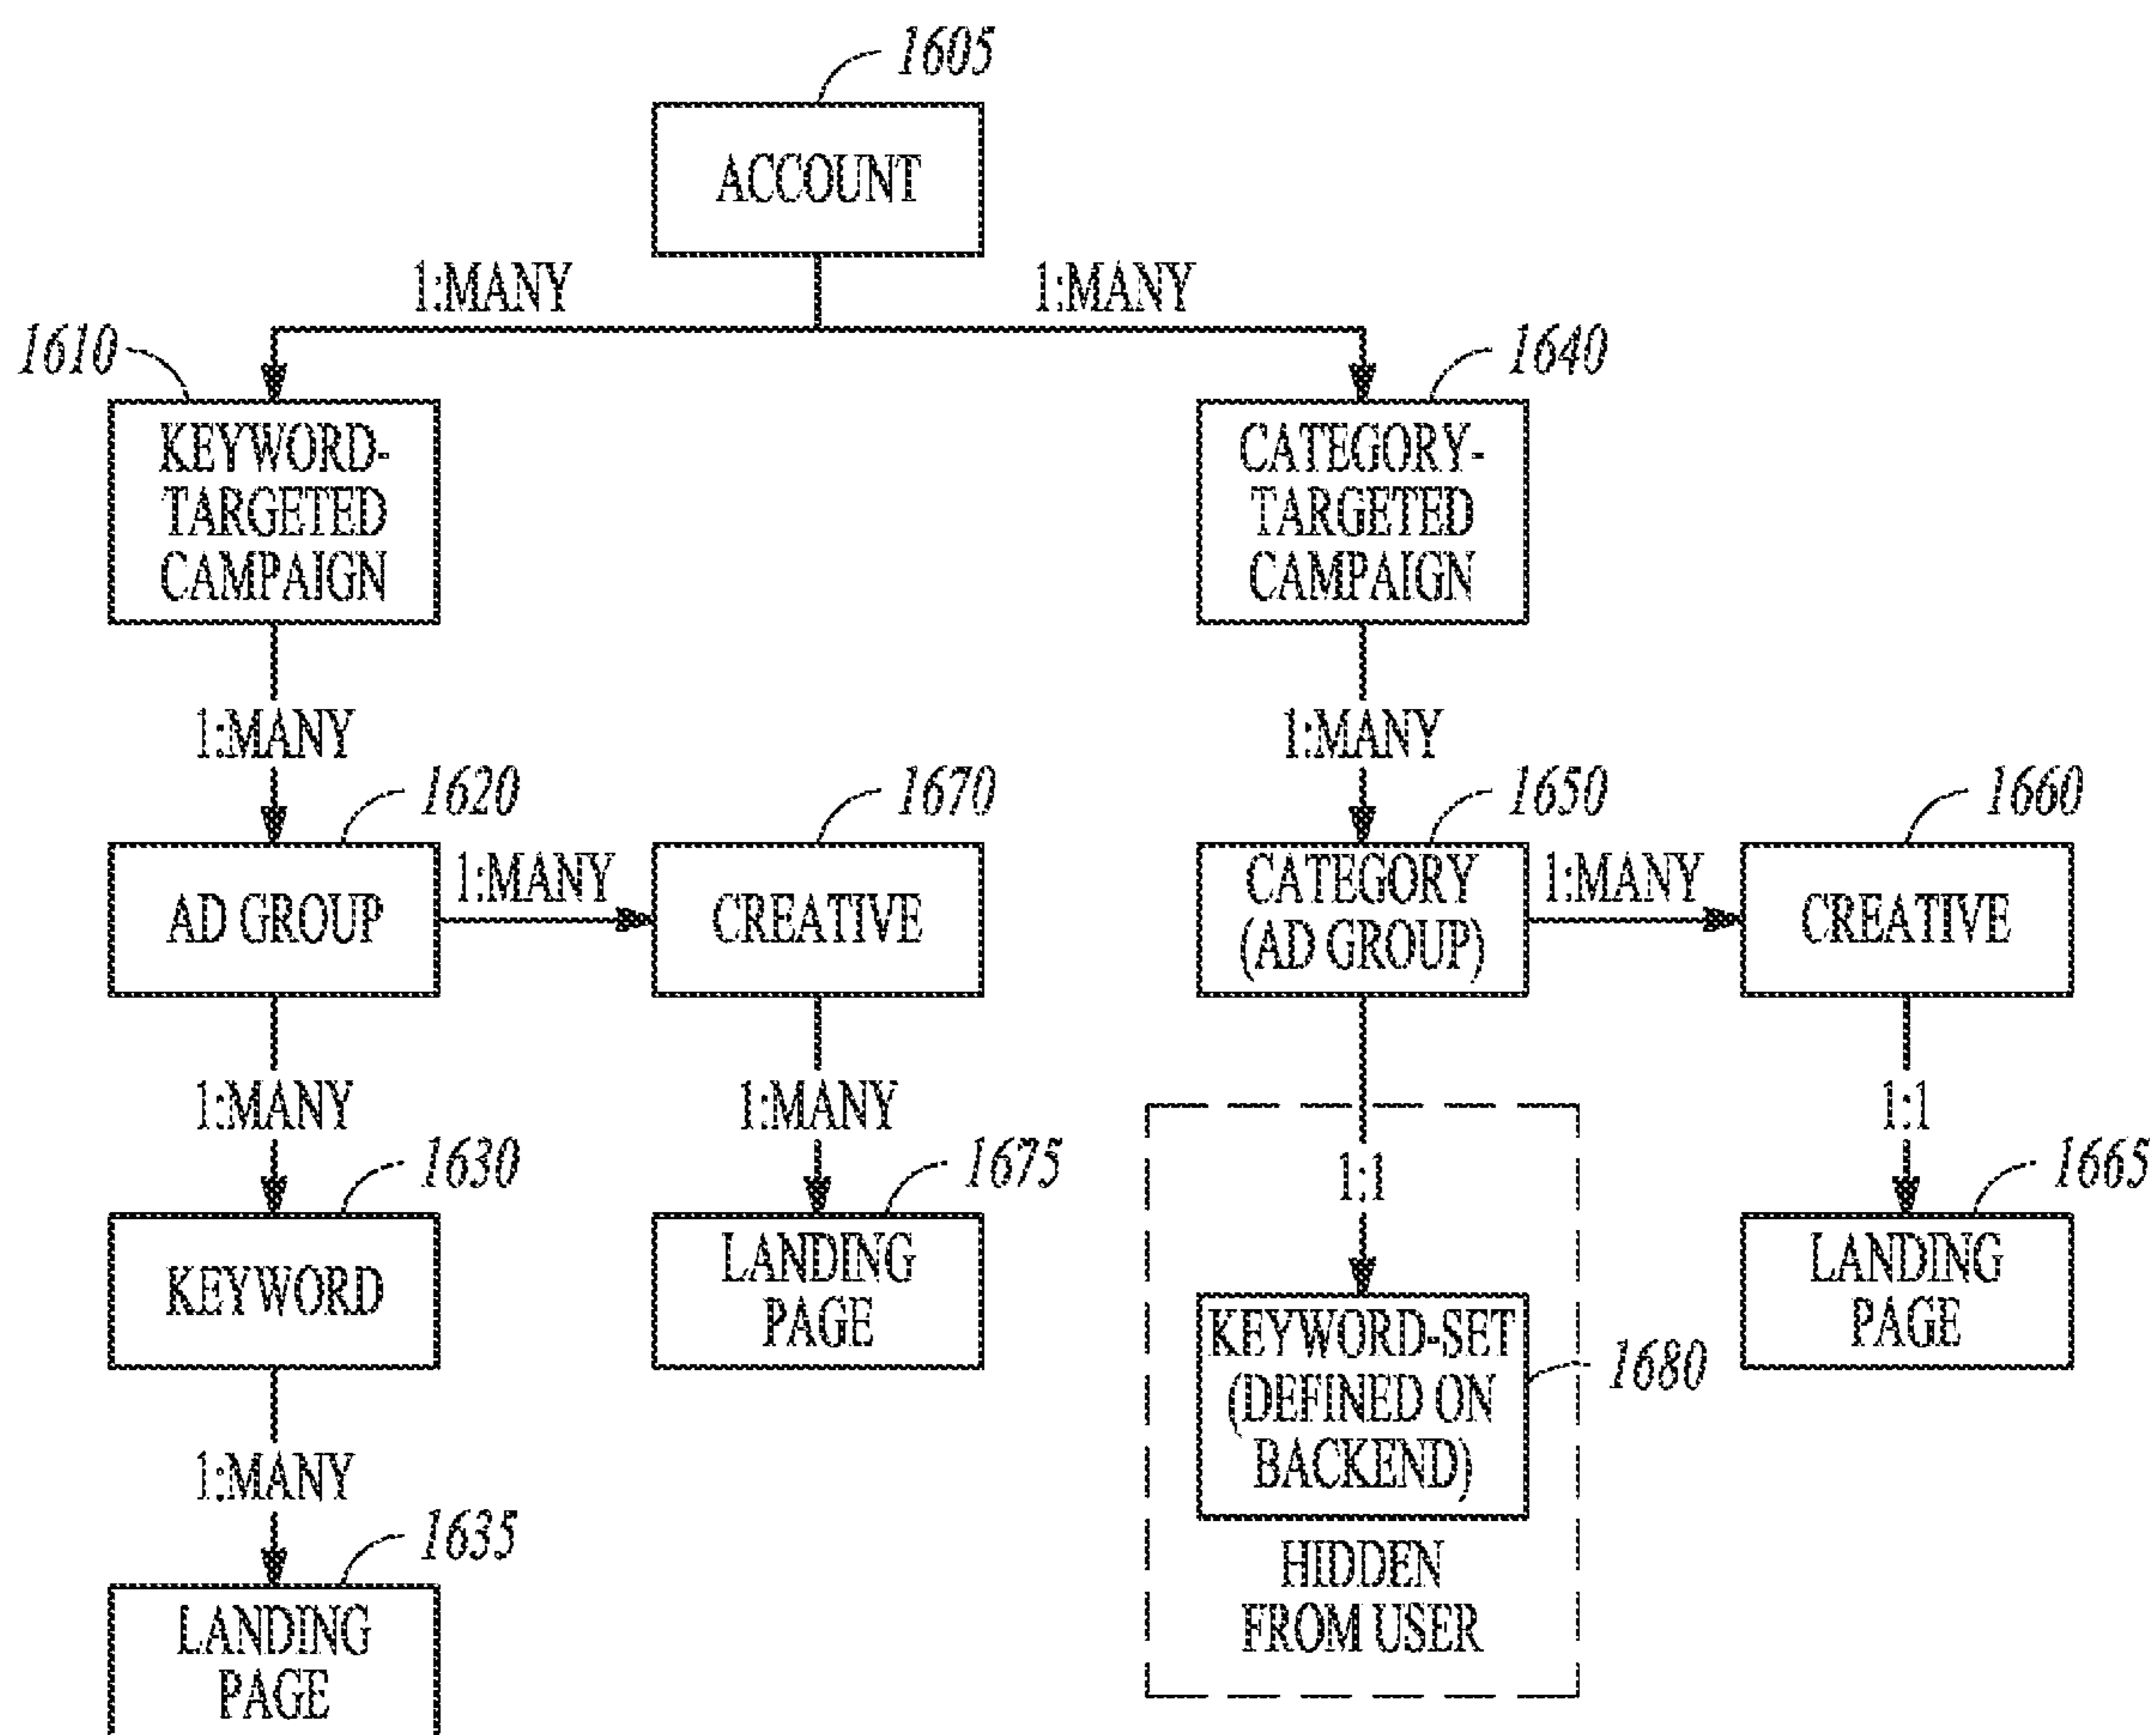 1605
ACCOUNT
1:MANY
1:MANY
1610
1640
KEYWORD-
TARGETED
CAMPAIGN
CATEGORY-
TARGETED
CAMPAIGN
1:MANY
1:MANY
1620
1670
1650
1660
AD GROUP
1:MANY
CREATIVE
CATEGORY
(AD GROUP)
1:MANY
CREATIVE
1:MANY
1:MANY
1:1
1:1
1630
1675
1665
KEYWORD
LANDING
PAGE
KEYWORD-SET
(DEFINED ON
BACKEND)
1680
LANDING
PAGE
1:MANY
HIDDEN
FROM USER
1635
LANDING
PAGE